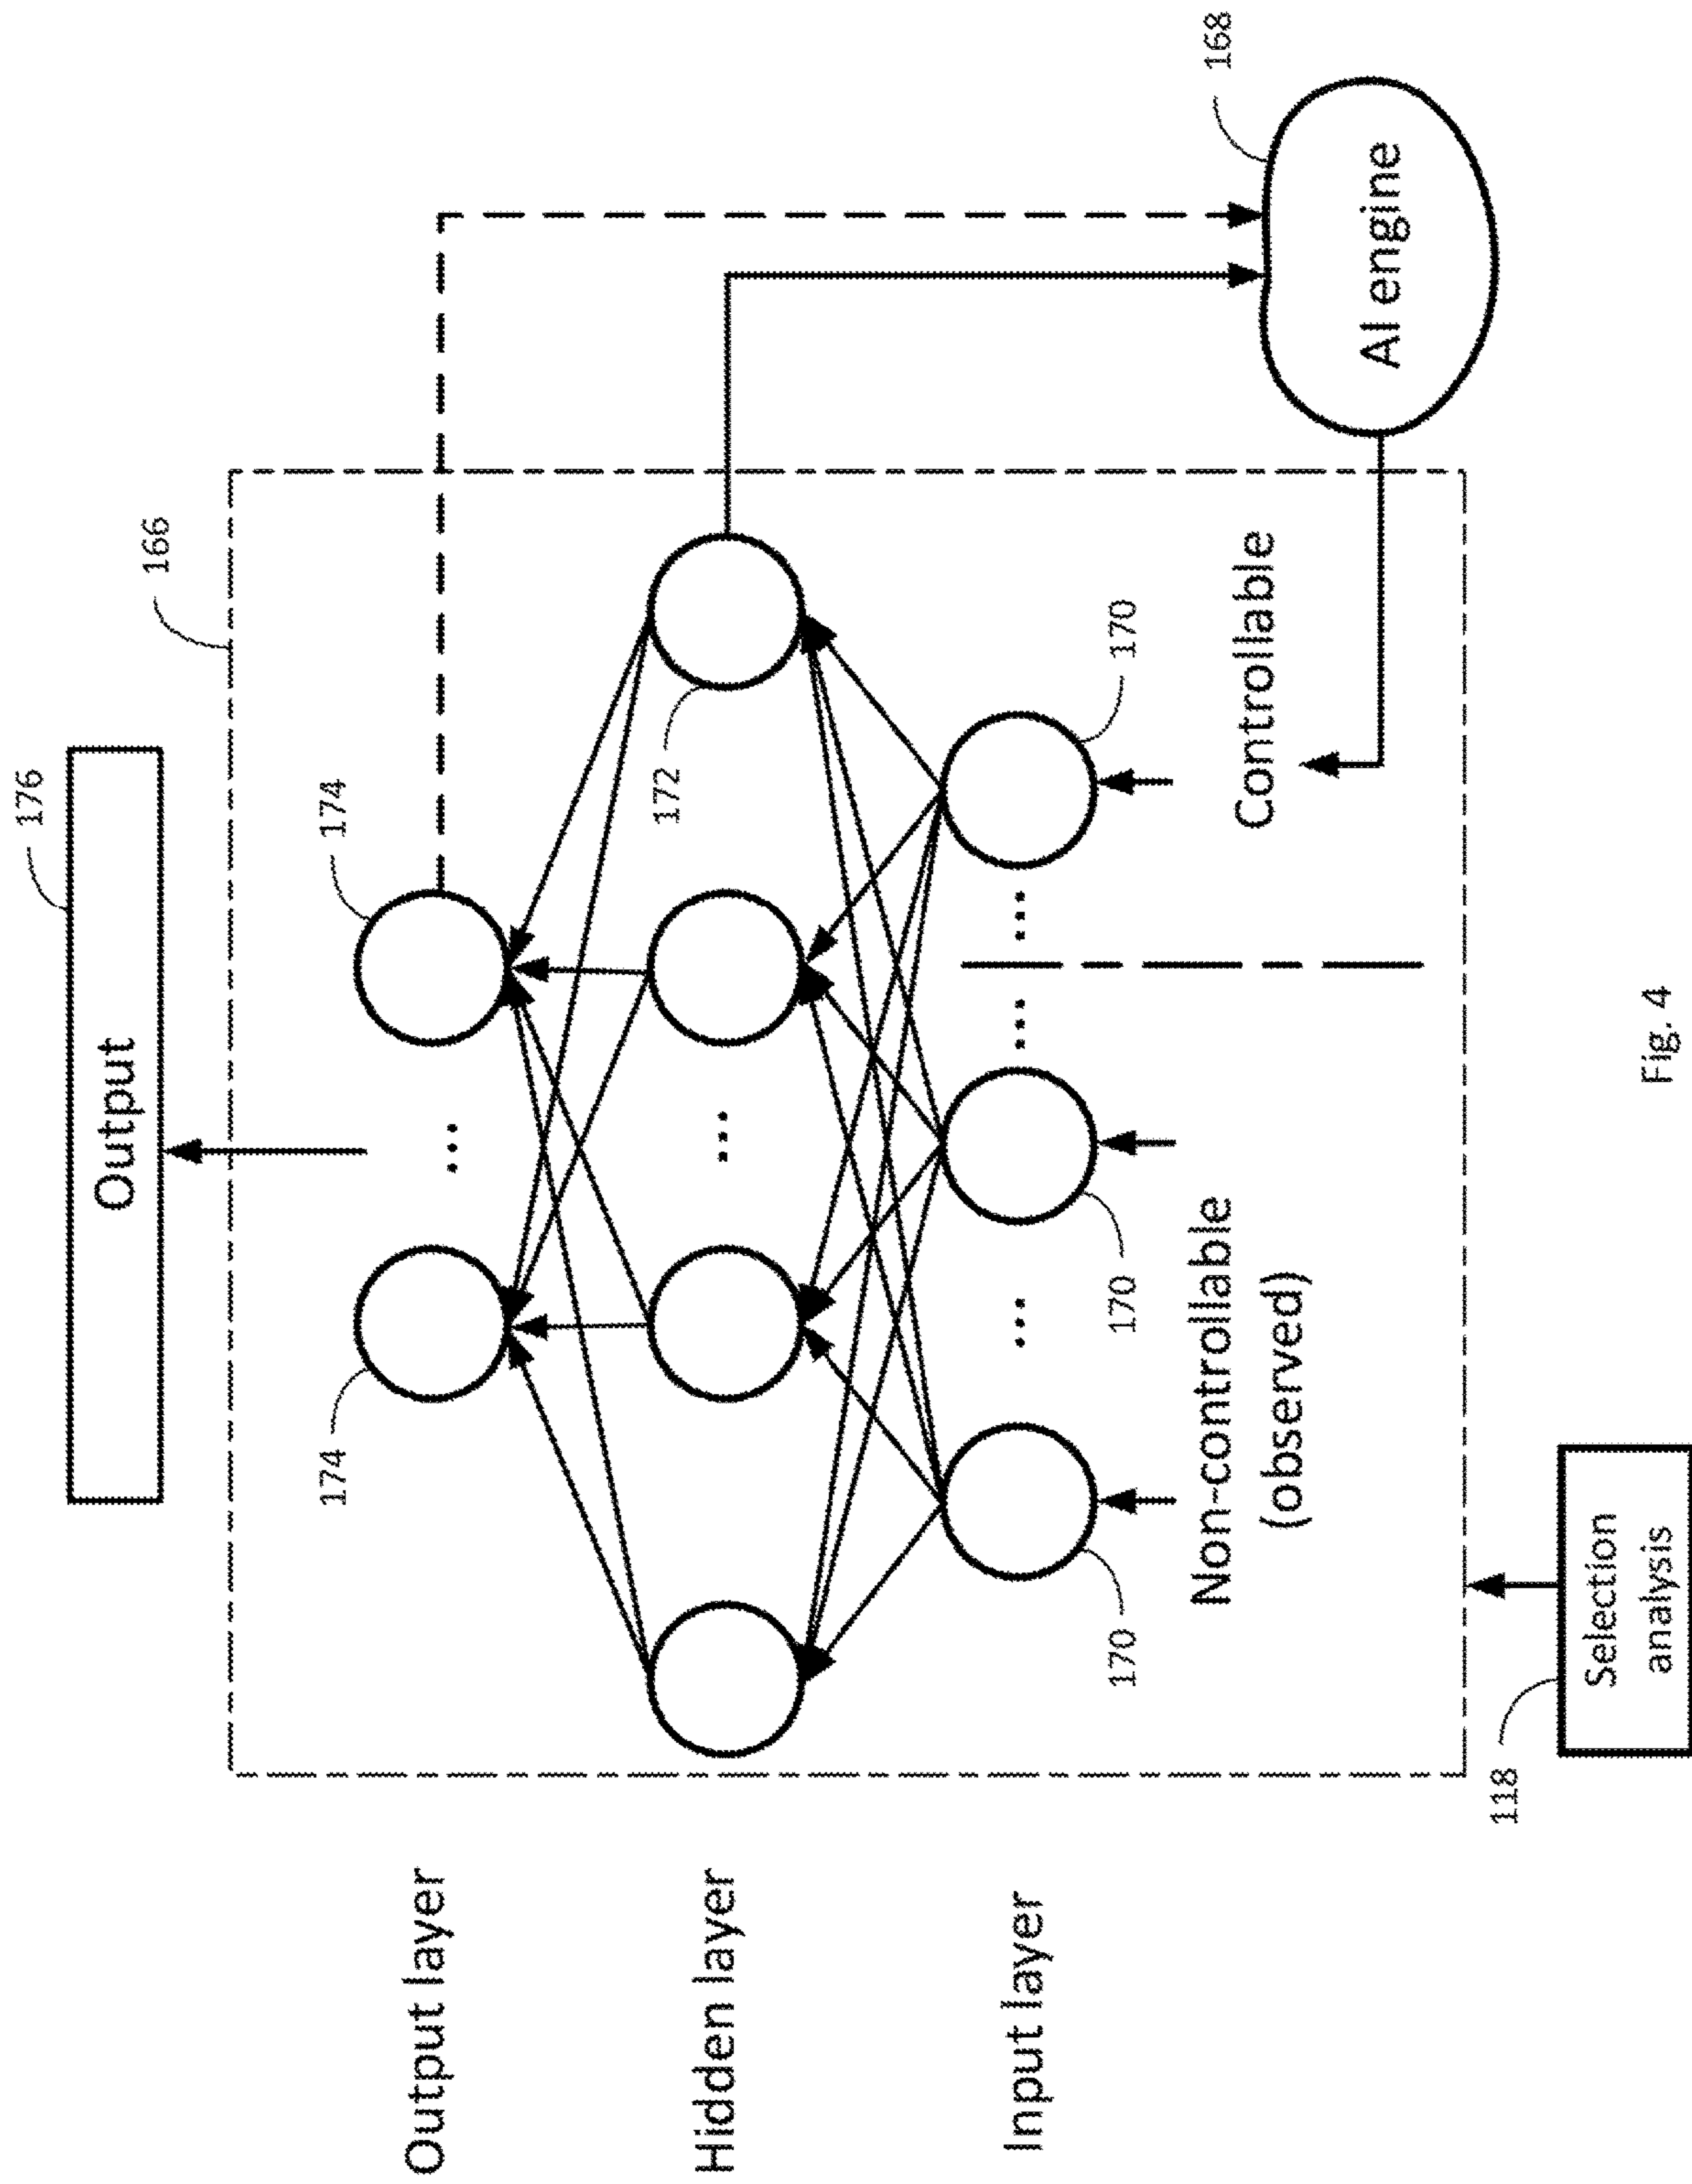 176
Output
166
Output layer
174
174
...
Hidden layer
172
...
Input layer
170
170
170
...
...
...
Non-controllable
(observed)
Controllable
168
AI engine
118
Selection
analysis
Fig. 4